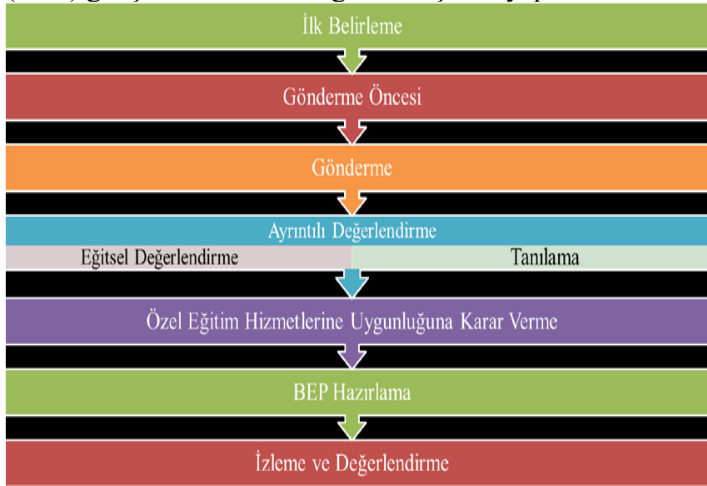 İlk Belirleme
Gönderme Öncesi
Gönderme
Ayrıntılı Değerlendirme
Eğitsel Değerlendirme Tanılama
Özel Eğitim Hizmetlerine Uygunluğuna Karar Verme
BEP Hazırlama
İzleme ve Değerlendirme